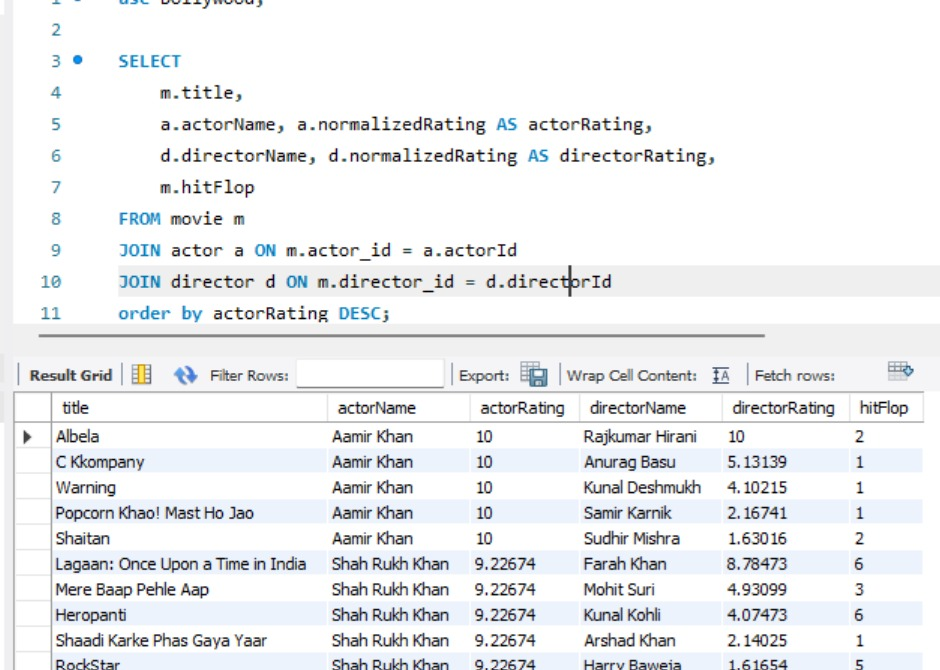 1 use bollywood;
2
3 SELECT
4 m.title,
5 a.actorName, a.normalizedRating AS actorRating,
6 d.directorName, d.normalizedRating AS directorRating,
7 m.hitFlop
8 FROM movie m
9 JOIN actor a ON m.actor_id = a.actorId
10 JOIN director d ON m.director_id = d.directorId
11 order by actorRating DESC;
Result Grid Filter Rows: Export: Wrap Cell Content: IA Fetch rows:
title actorName actorRating directorName directorRating hitFlop
Albela Aamir Khan 10 Rajkumar Hirani 10 2
C Kkompany Aamir Khan 10 Anurag Basu 5.13139 1
Warning Aamir Khan 10 Kunal Deshmukh 4.10215 1
Popcorn Khao! Mast Ho Jao Aamir Khan 10 Samir Karnik 2.16741 1
Shaitan Aamir Khan 10 Sudhir Mishra 1.63016 2
Lagaan: Once Upon a Time in India Shah Rukh Khan 9.22674 Farah Khan 8.78473 6
Mere Baap Pehle Aap Shah Rukh Khan 9.22674 Mohit Suri 4.93099 3
Heropanti Shah Rukh Khan 9.22674 Kunal Kohli 4.07473 6
Shaadi Karke Phas Gaya Yaar Shah Rukh Khan 9.22674 Arshad Khan 2.14025 1
RockStar Shah Rukh Khan 9.22674 Harry Baweja 1.61654 5